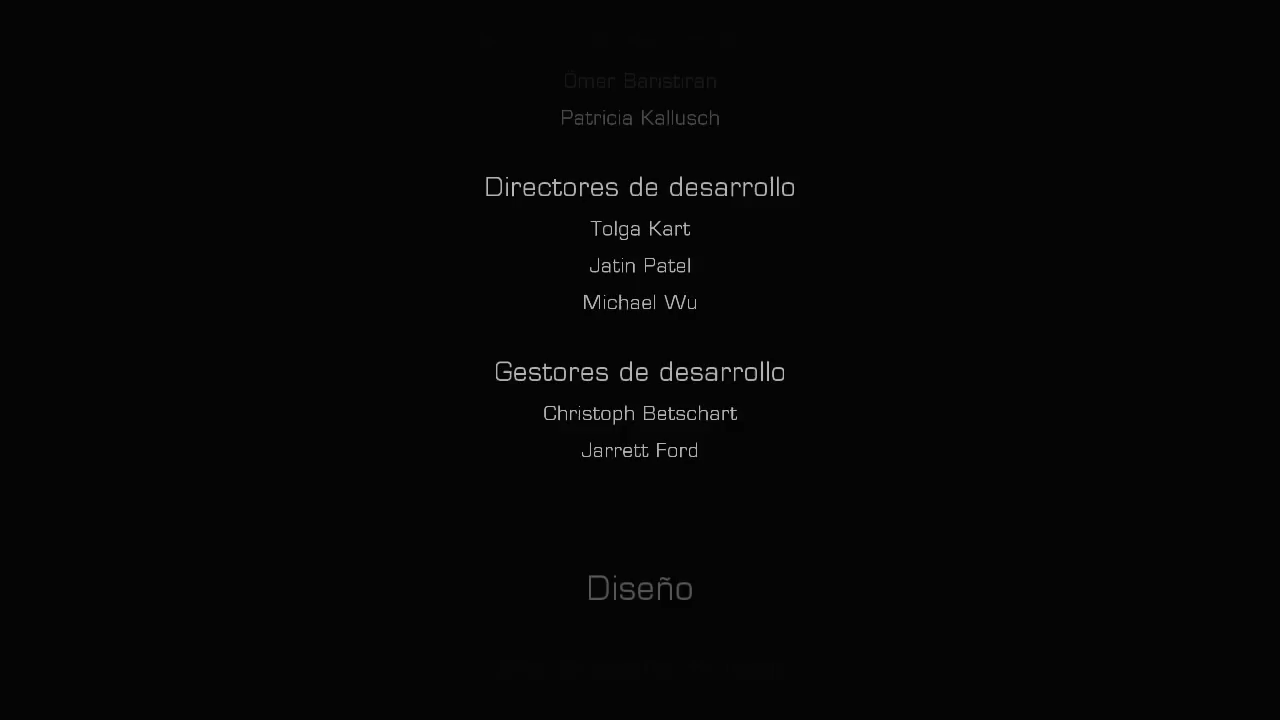 Ömer Barıstıran
Patricia Kallusch
Directores de desarrollo
Tolga Kart
Jatin Patel
Michael Wu
Gestores de desarrollo
Christoph Betschart
Jarrett Ford
Diseño